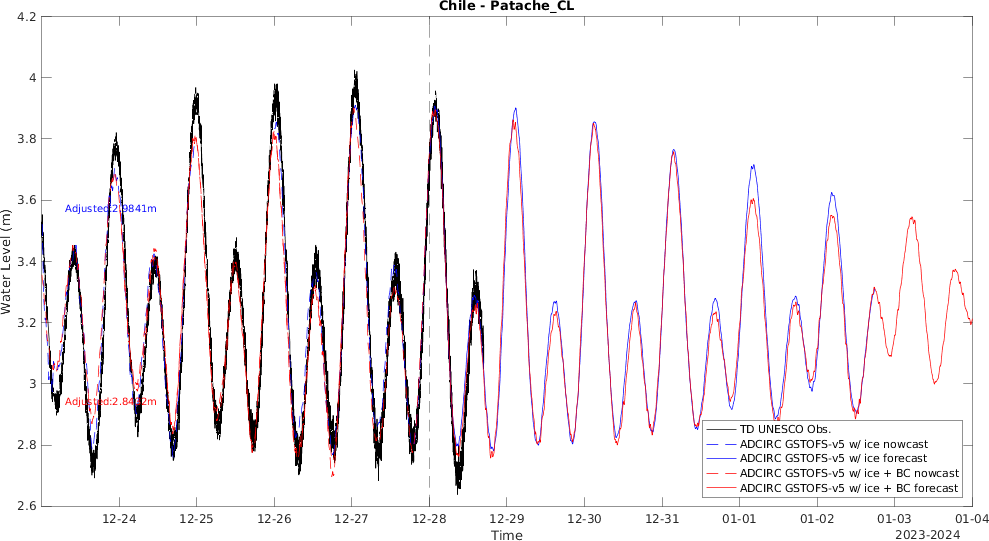 Chile - Patache_CL
4.2
4
3.8
3.6
3.4
3.2
3
2.8
2.6
Water Level (m)
Adjusted:2.9841m
TD UNESCO Obs.
ADCIRC GSTOFS-v5 w/ ice nowcast
ADCIRC GSTOFS-v5 w/ ice forecast
ADCIRC GSTOFS-v5 w/ ice + BC nowcast
ADCIRC GSTOFS-v5 w/ ice + BC forecast
12-24 12-25 12-26 12-27 12-28 12-29 12-30 12-31 01-01 01-02 01-03 01-04
Time
2023-2024